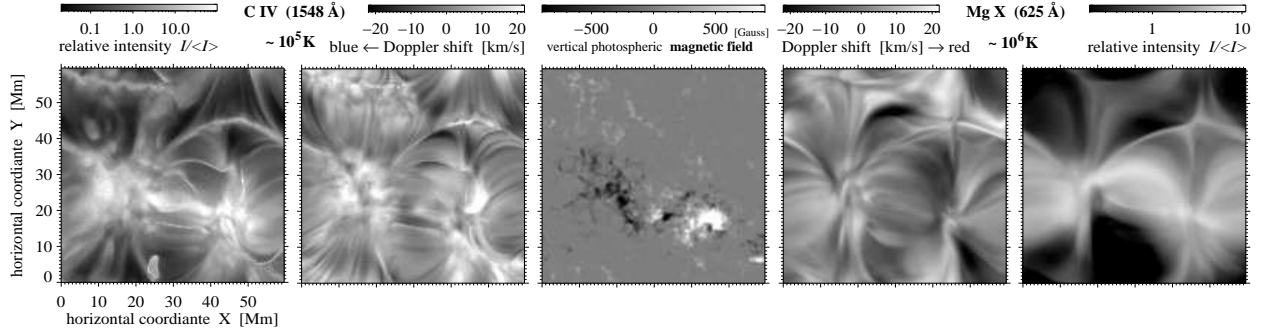 0.1 1.0 10.0
relative intensity I/<I>
C IV (1548 Å)
~ 10⁵K
−20 −10 0 10 20
blue ← Doppler shift [km/s]
−500 0 500
[Gauss]
vertical photospheric magnetic field
−20 −10 0 10 20
Doppler shift [km/s] → red
Mg X (625 Å)
~ 10⁶K
1 10
relative intensity I/<I>
horizontal coordiante Y [Mm]
50
40
30
20
10
0
0 10 20 30 40 50
horizontal coordiante X [Mm]